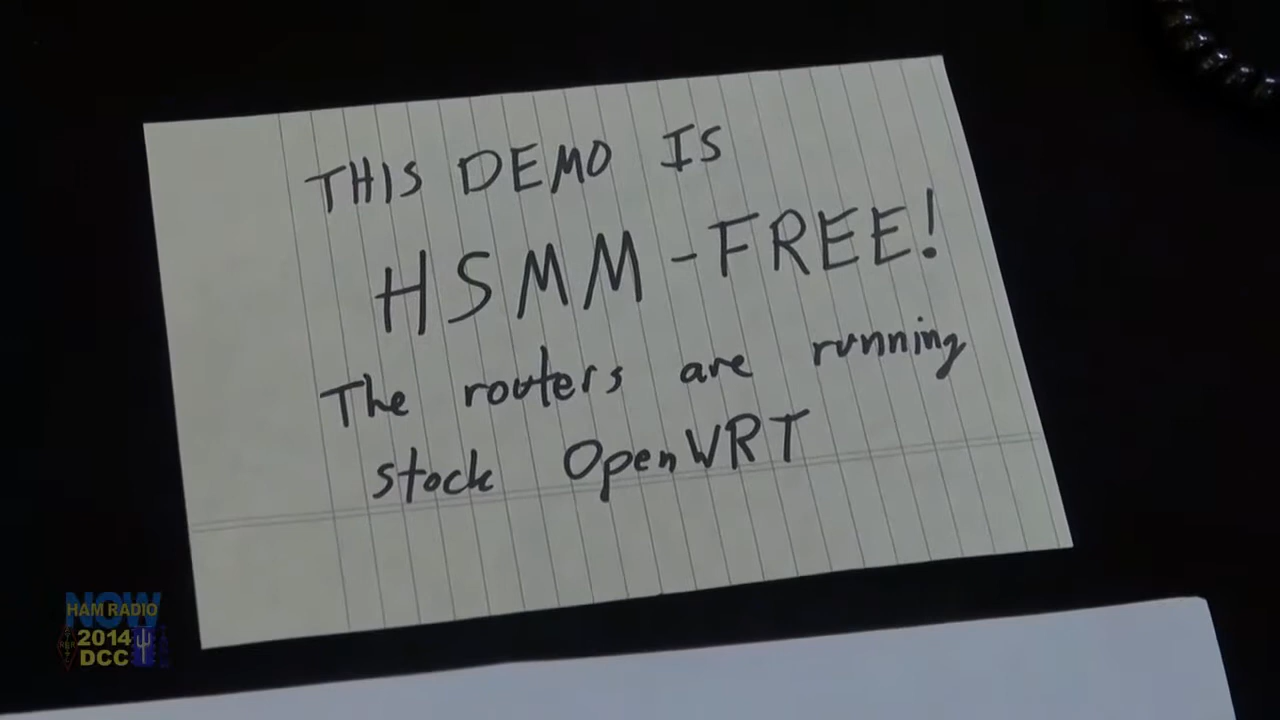 THIS DEMO IS
HSMM-FREE!
The routers are running
stock OpenWRT
NOW
HAM RADIO
2014
DCC